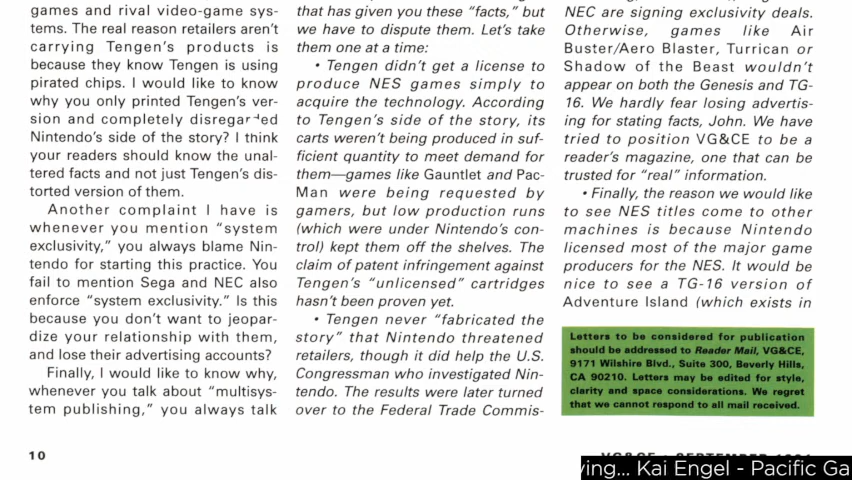 games and rival video-game sys-
tems. The real reason retailers aren't
carrying Tengen's products is
because they know Tengen is using
pirated chips. I would like to know
why you only printed Tengen's ver-
sion and completely disregarded
Nintendo's side of the story? I think
your readers should know the unal-
tered facts and not just Tengen's dis-
torted version of them.
Another complaint I have is
whenever you mention "system
exclusivity," you always blame Nin-
tendo for starting this practice. You
fail to mention Sega and NEC also
enforce "system exclusivity." Is this
because you don't want to jeopar-
dize your relationship with them,
and lose their advertising accounts?
Finally, I would like to know why,
whenever you talk about "multisys-
tem publishing," you always talk
that has given you these "facts," but
we have to dispute them. Let's take
them one at a time:
• Tengen didn't get a license to
produce NES games simply to
acquire the technology. According
to Tengen's side of the story, its
carts weren't being produced in suf-
ficient quantity to meet demand for
them—games like Gauntlet and Pac-
Man were being requested by
gamers, but low production runs
(which were under Nintendo's con-
trol) kept them off the shelves. The
claim of patent infringement against
Tengen's "unlicensed" cartridges
hasn't been proven yet.
• Tengen never "fabricated the
story" that Nintendo threatened
retailers, though it did help the U.S.
Congressman who investigated Nin-
tendo. The results were later turned
over to the Federal Trade Commis-
NEC are signing exclusivity deals.
Otherwise, games like Air
Buster/Aero Blaster, Turrican or
Shadow of the Beast wouldn't
appear on both the Genesis and TG-
16. We hardly fear losing advertis-
ing for stating facts, John. We have
tried to position VG&CE to be a
reader's magazine, one that can be
trusted for "real" information.
• Finally, the reason we would like
to see NES titles come to other
machines is because Nintendo
licensed most of the major game
producers for the NES. It would be
nice to see a TG-16 version of
Adventure Island (which exists in
Letters to be considered for publication
should be addressed to Reader Mail, VG&CE,
9171 Wilshire Blvd., Suite 300, Beverly Hills,
CA 90210. Letters may be edited for style,
clarity and space considerations. We regret
that we cannot respond to all mail received.
10
ying... Kai Engel - Pacific Ga